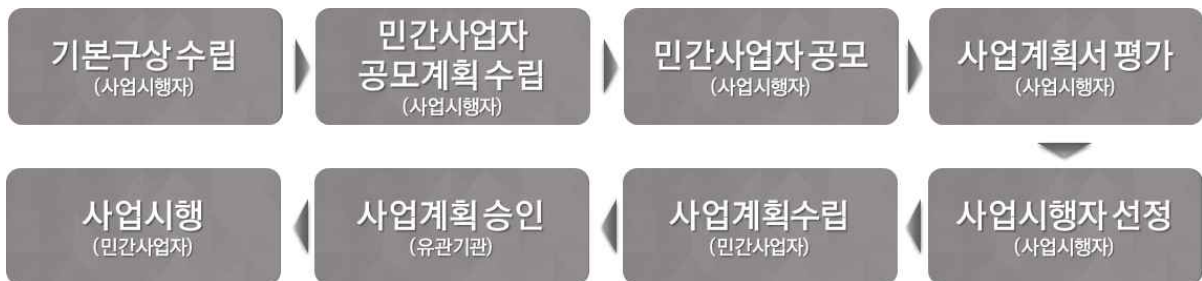 기본구상 수립
(사업시행자)
민간사업자
공모계획 수립
(사업시행자)
민간사업자 공모
(사업시행자)
사업계획서 평가
(사업시행자)
사업시행자 선정
(사업시행자)
사업계획수립
(민간사업자)
사업계획 승인
(유관기관)
사업시행
(민간사업자)